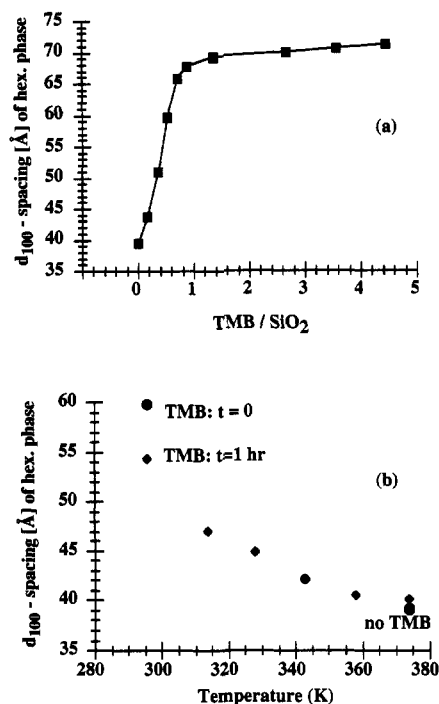 75
70
65
60
55
50
45
40
35
d100 - spacing [Å] of hex. phase
(a)
0 1 2 3 4 5
TMB / SiO2
60
55
50
45
40
35
d100 - spacing [Å] of hex. phase
TMB: t = 0
TMB: t=1 hr
(b)
no TMB
280 300 320 340 360 380
Temperature (K)